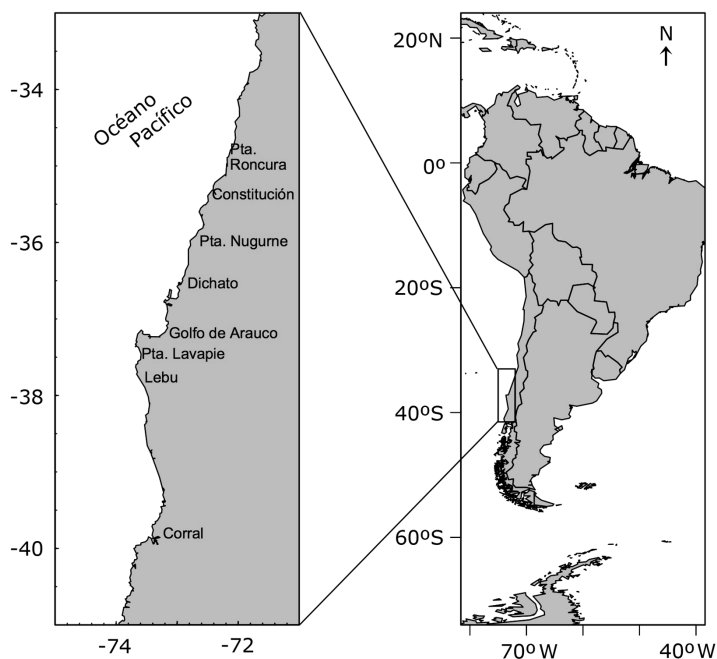 -34
-36
-38
-40
-74
-72
Océano
Pacífico
Pta.
Roncura
Constitución
Pta. Nugurne
Dichato
Golfo de Arauco
Pta. Lavapie
Lebu
Corral
N
20ºN
0º
20ºS
40ºS
60ºS
70ºW
40ºW